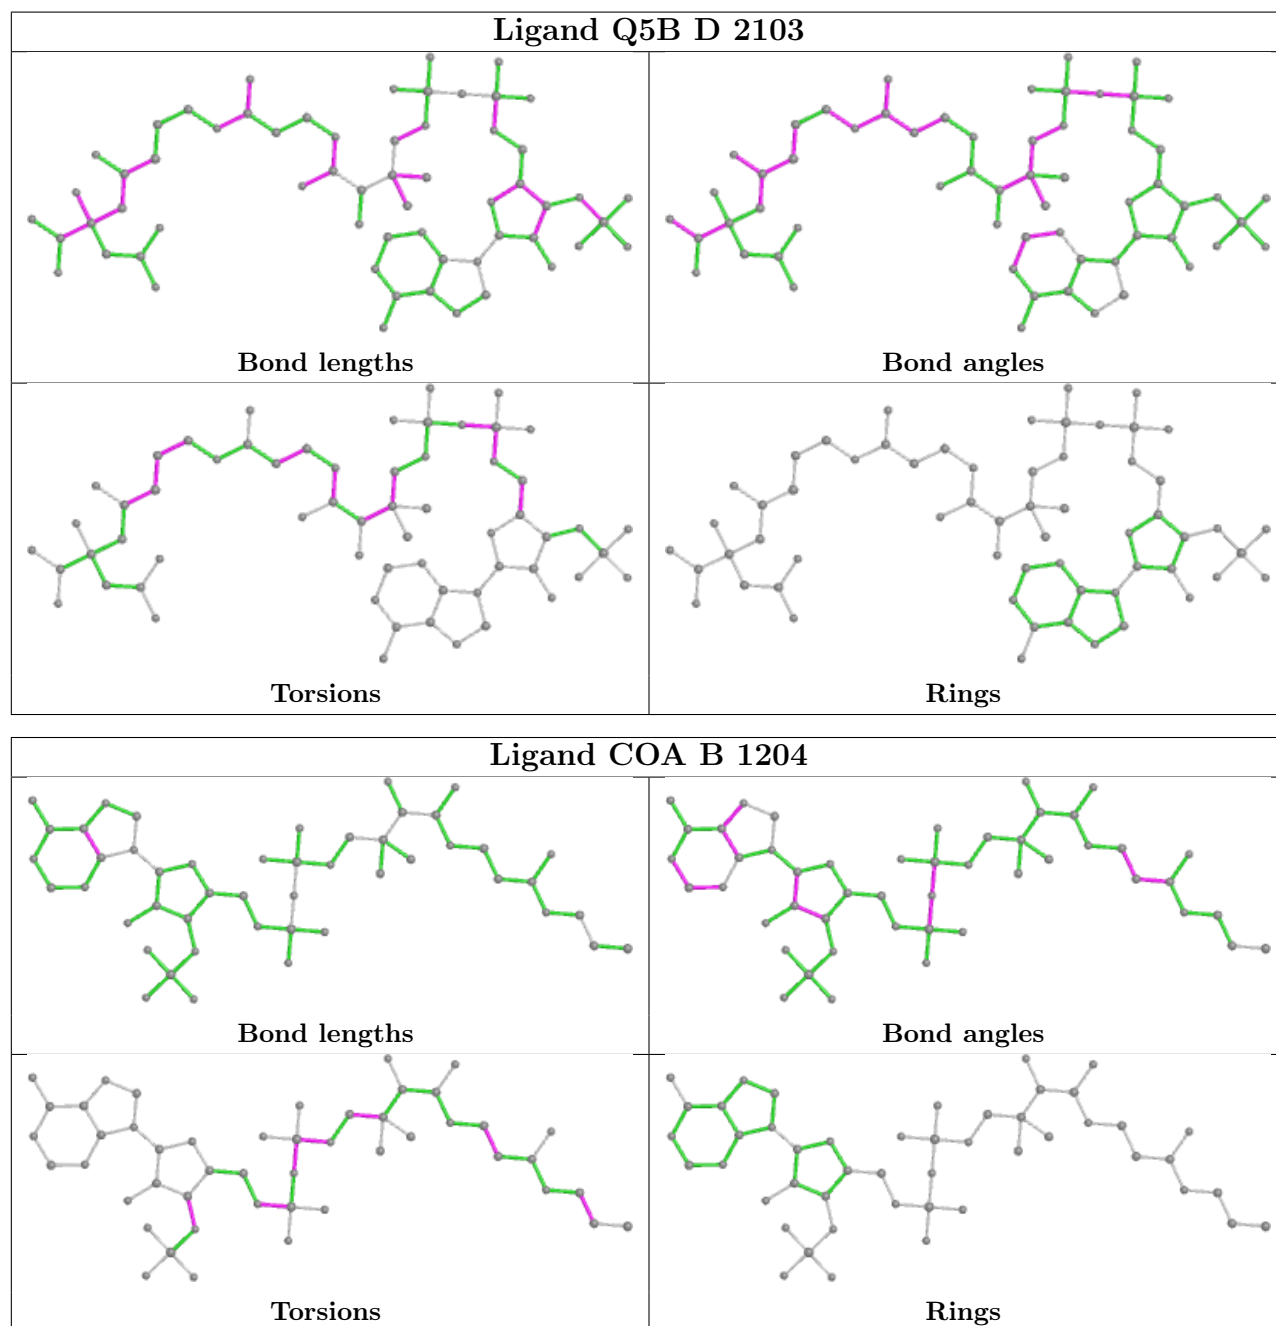 Ligand Q5B D 2103
Bond lengths
Bond angles
Torsions
Rings
Ligand COA B 1204
Bond lengths
Bond angles
Torsions
Rings